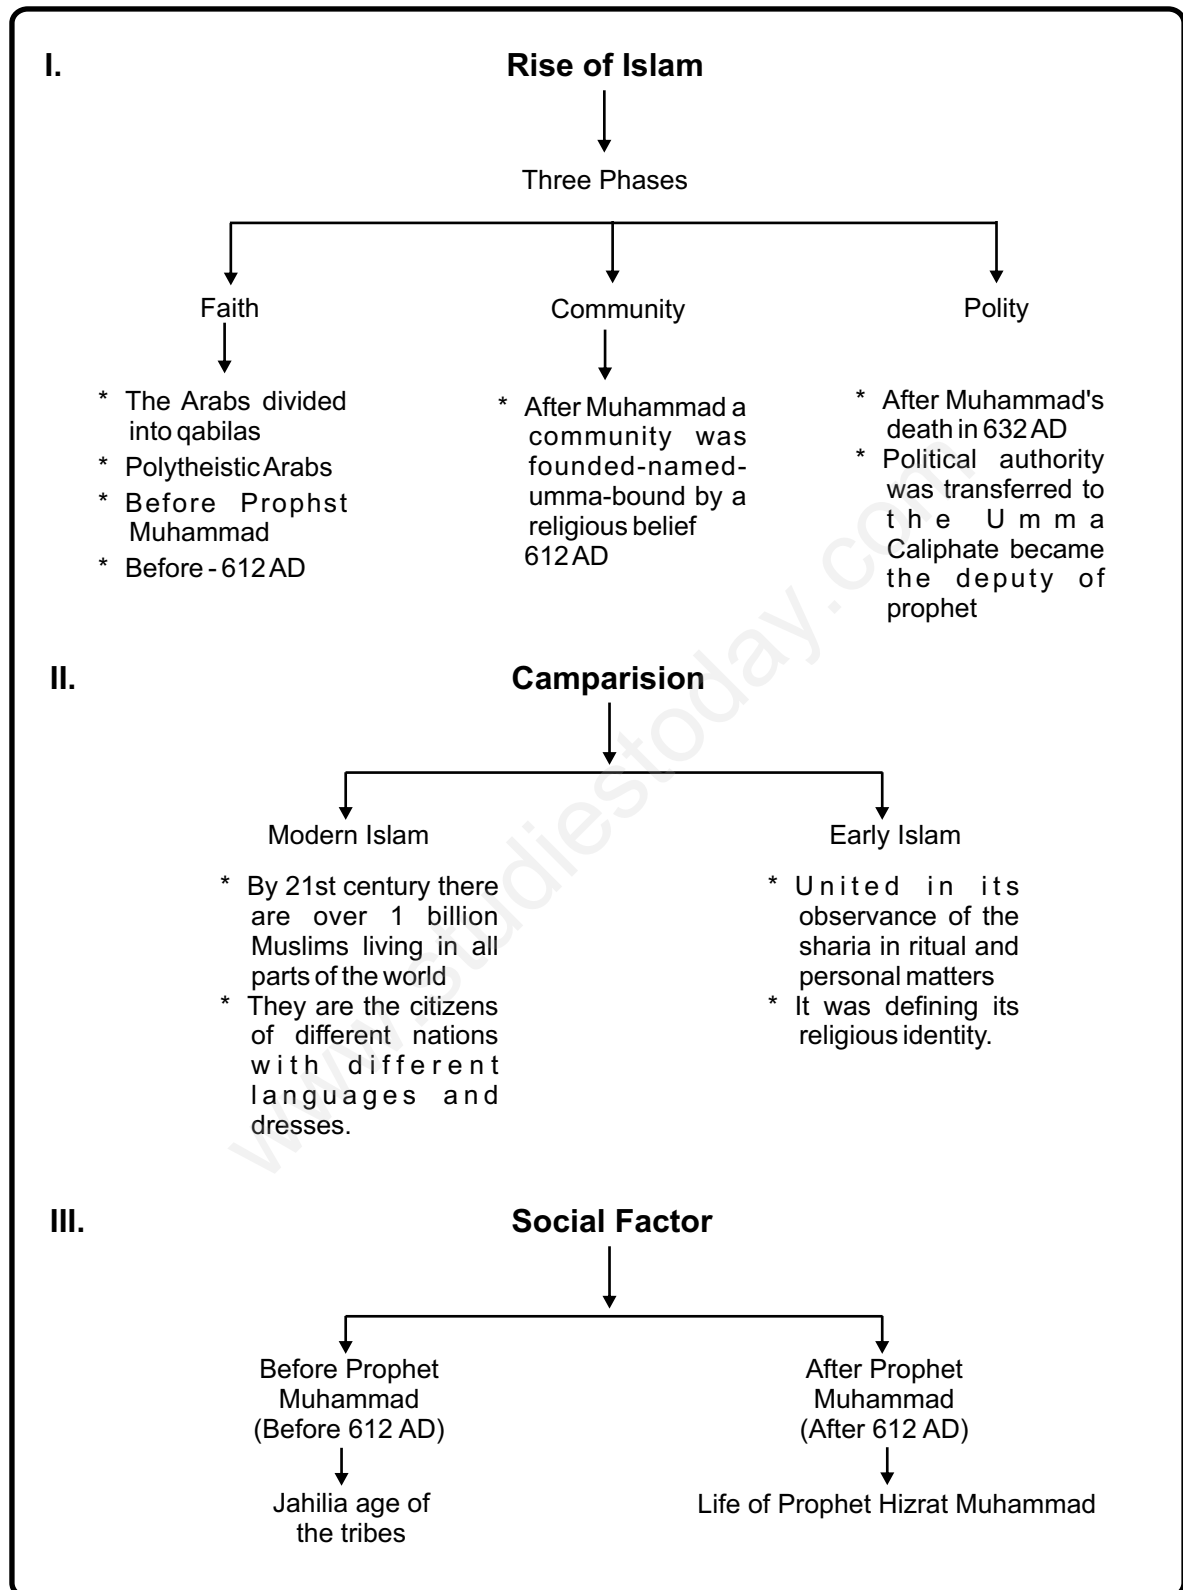 I. Rise of Islam
Three Phases
Faith
* The Arabs divided
into qabilas
* Polytheistic Arabs
* Before Prophst
Muhammad
* Before - 612 AD
Community
* After Muhammad a
community was
founded-named-
umma-bound by a
religious belief
612 AD
Polity
* After Muhammad's
death in 632 AD
* Political authority
was transferred to
the Umma
Caliphate became
the deputy of
prophet
II. Camparision
Modern Islam
* By 21st century there
are over 1 billion
Muslims living in all
parts of the world
* They are the citizens
of different nations
with different
languages and
dresses.
Early Islam
* United in its
observance of the
sharia in ritual and
personal matters
* It was defining its
religious identity.
III. Social Factor
Before Prophet
Muhammad
(Before 612 AD)
Jahilia age of
the tribes
After Prophet
Muhammad
(After 612 AD)
Life of Prophet Hizrat Muhammad
www.studiestoday.com